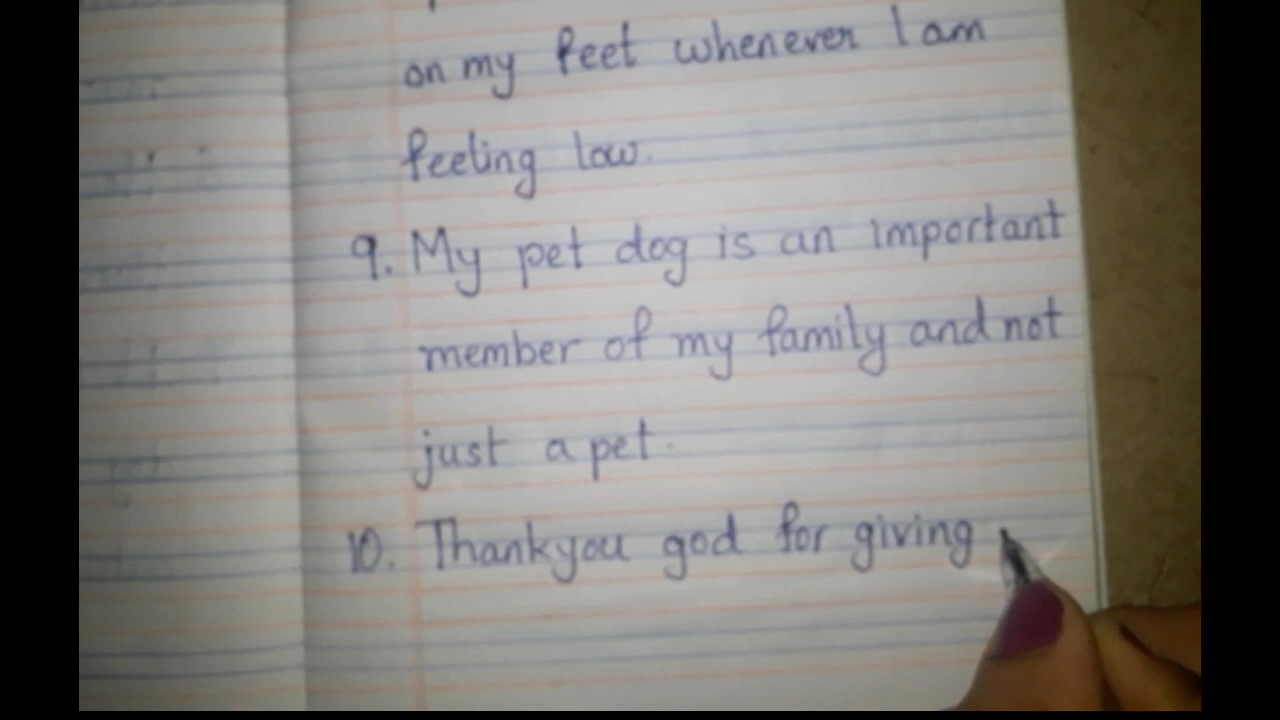 on my feet whenever I am
feeling low.
9. My pet dog is an important
member of my family and not
just a pet.
10. Thankyou god for giving